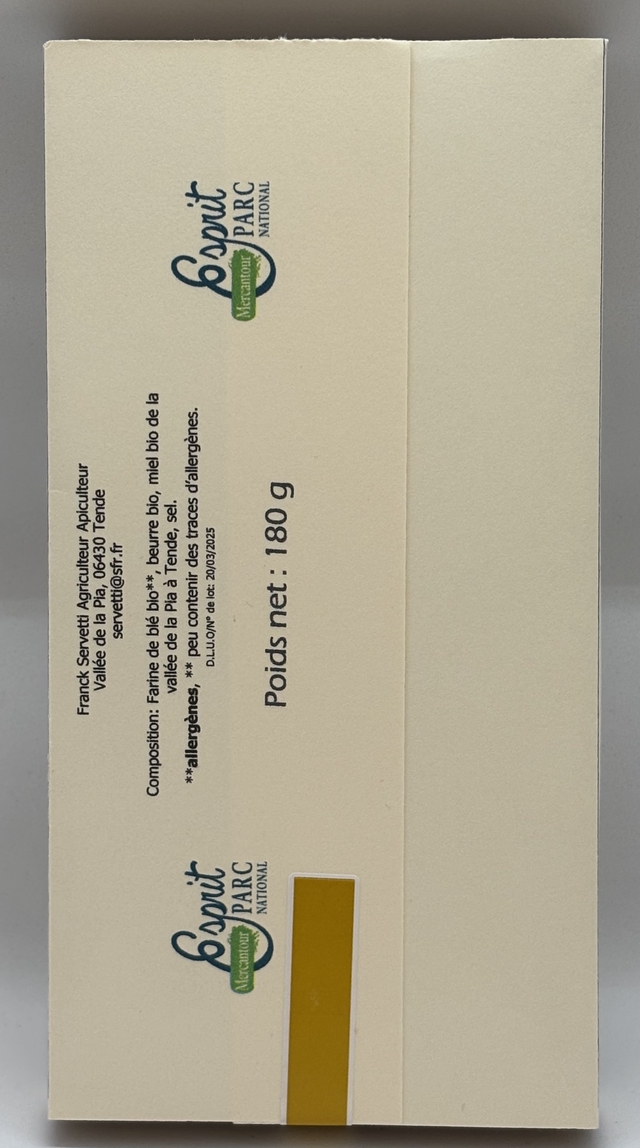 Franck Servetti Agriculteur Apiculteur
Vallée de la Pia, 06430 Tende
servetti@sfr.fr
Composition: Farine de blé bio**, beurre bio, miel bio de la
vallée de la Pia à Tende, sel.
**allergènes, ** peu contenir des traces d'allergènes.
D.L.U.O/N° de lot: 20/03/2025
Poids net : 180 g
Esprit
PARC
NATIONAL
Mercantour
Esprit
PARC
NATIONAL
Mercantour